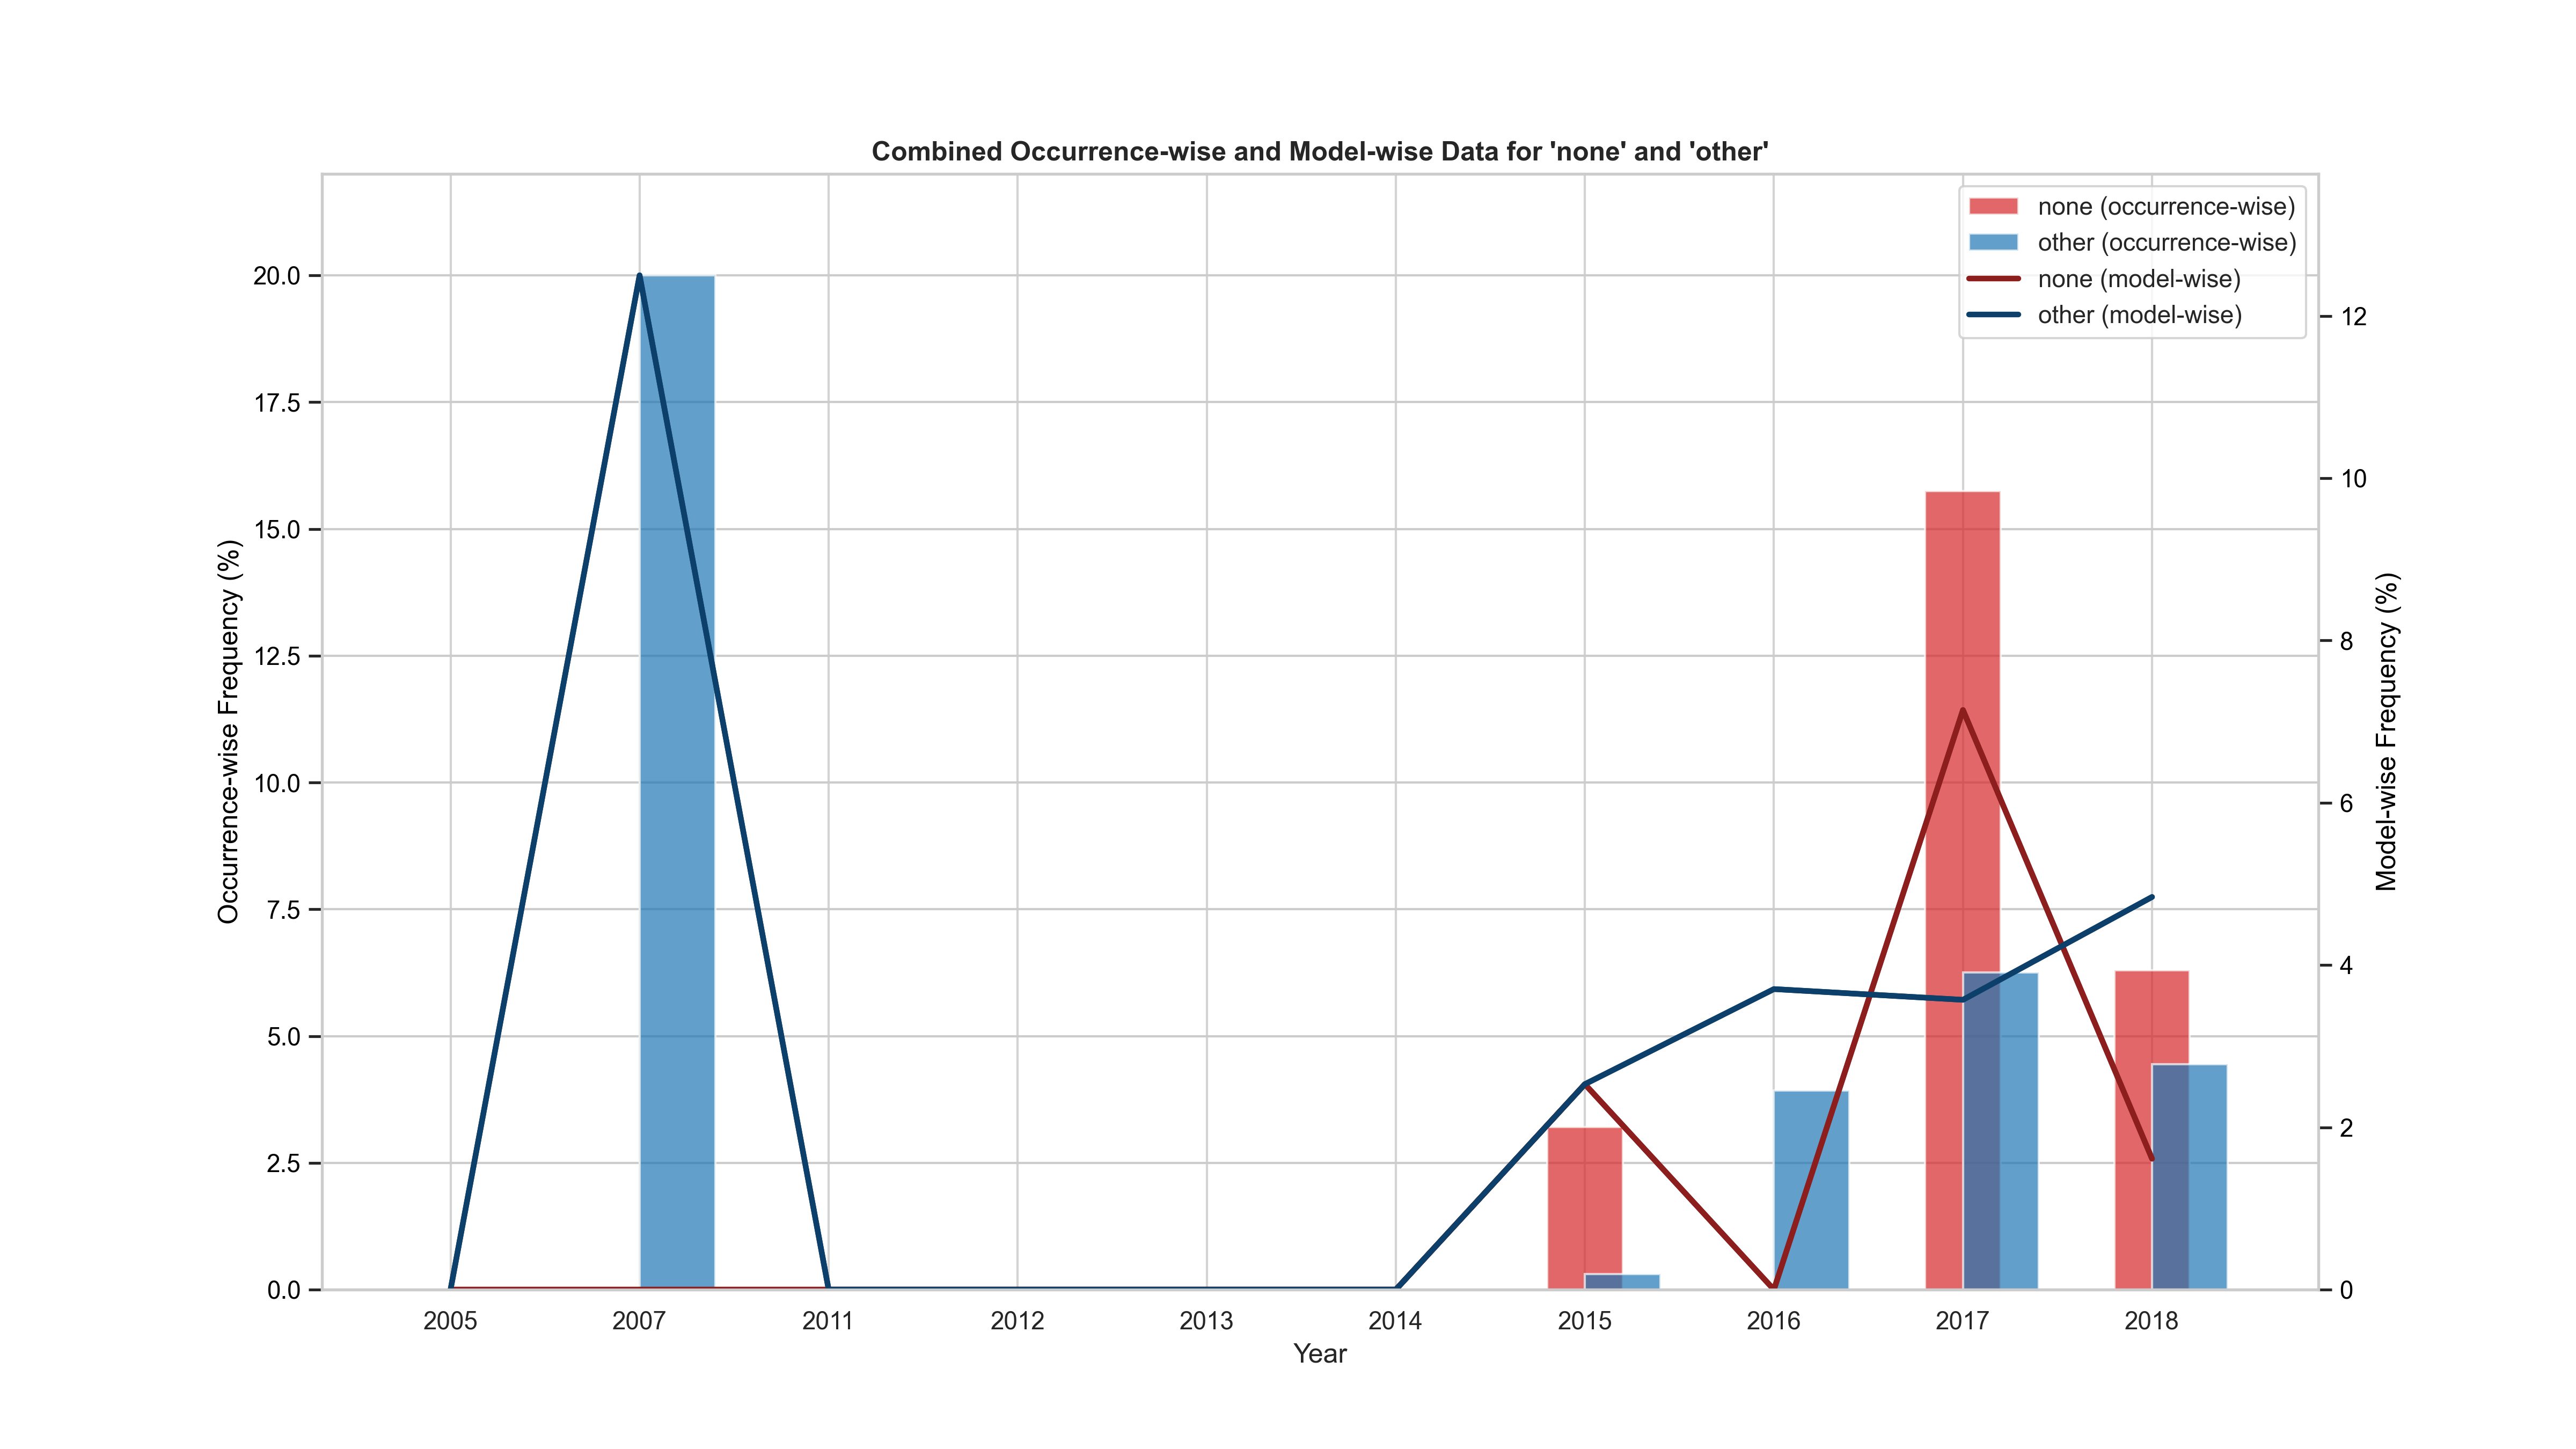 Combined Occurrence-wise and Model-wise Data for 'none' and 'other'
none (occurrence-wise)
other (occurrence-wise)
none (model-wise)
other (model-wise)
Occurrence-wise Frequency (%)
20.0
17.5
15.0
12.5
10.0
7.5
5.0
2.5
0.0
12
10
8
6
4
2
0
Model-wise Frequency (%)
2005 2007 2011 2012 2013 2014 2015 2016 2017 2018
Year